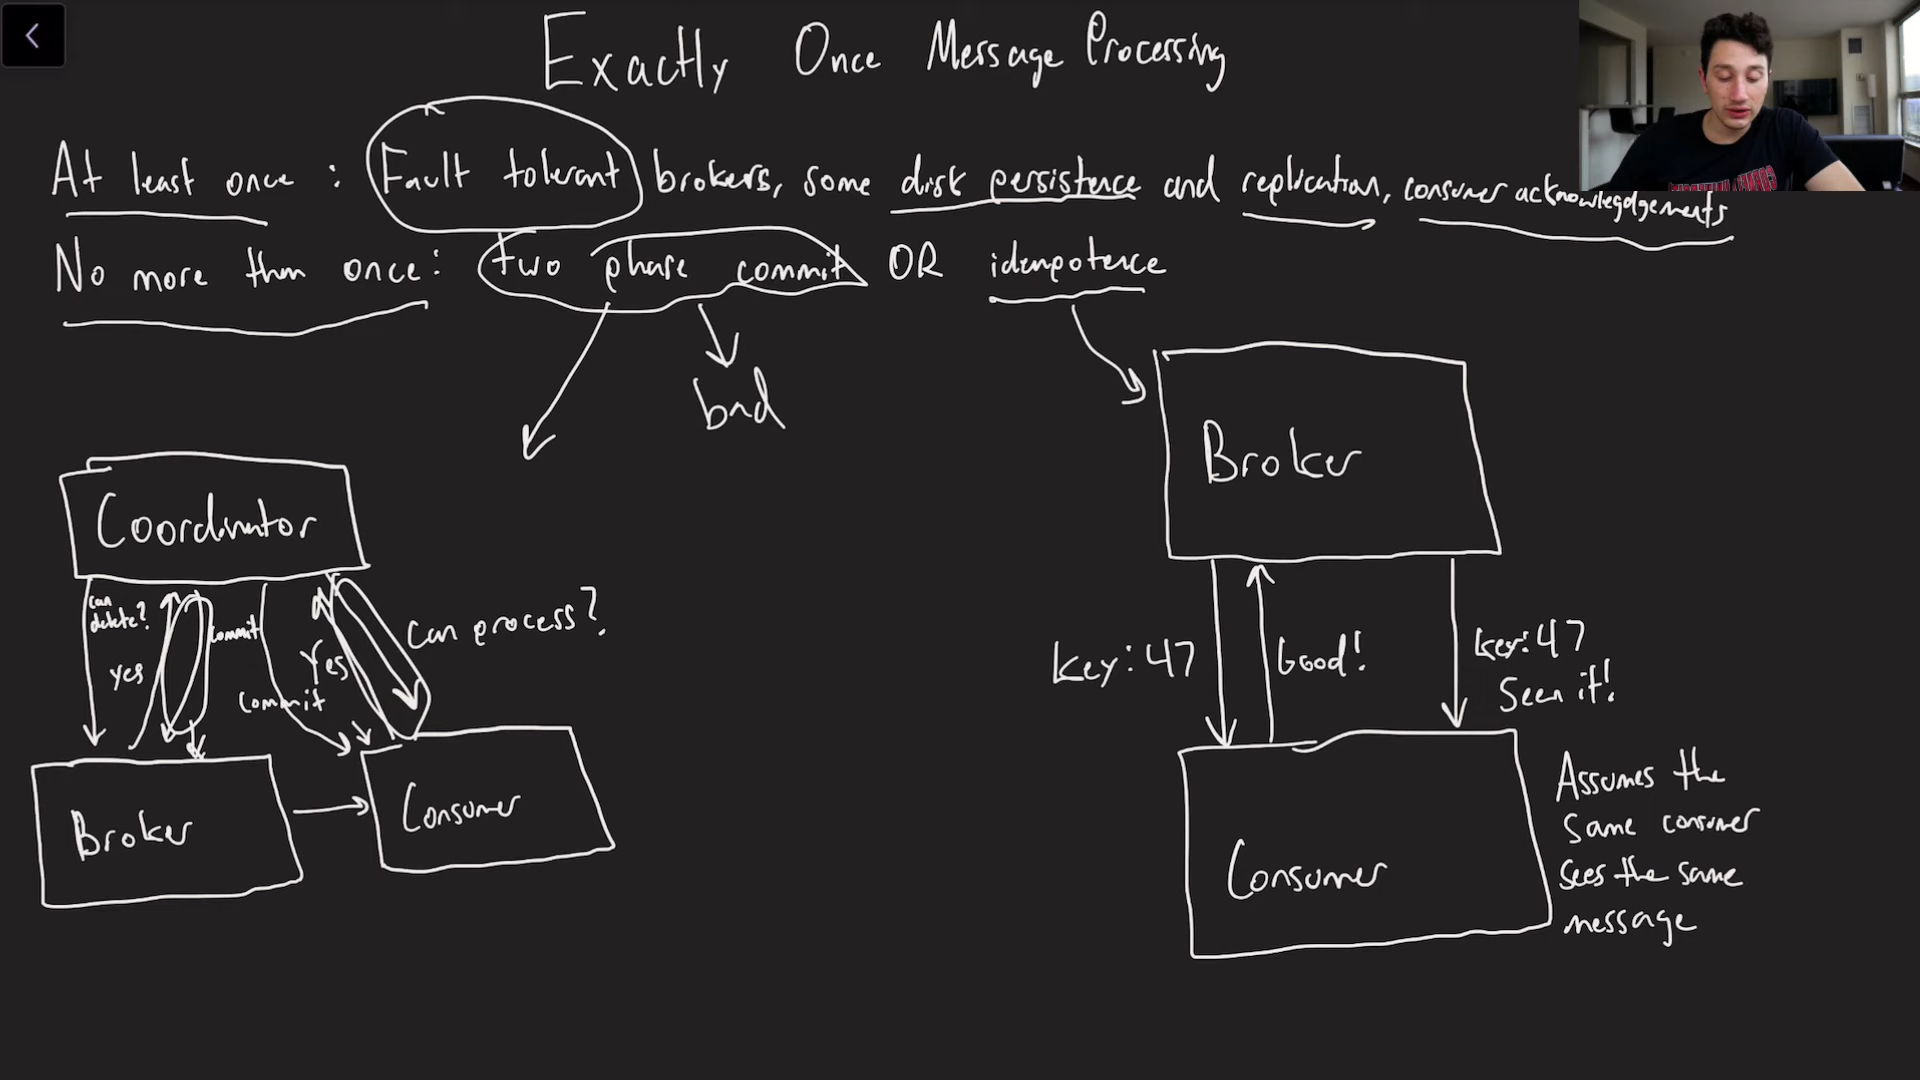 Exactly Once Message Processing
At least once : Fault tolerant brokers, some disk persistence and replication, consumer acknowlegdgements
No more than once: two phase commit OR idempotence
bad
Broker
Coordinator
can
delete?
yes
commit
commit
Yes
can process?
Broker
Consumer
key: 47
Good!
key: 47
Seen it!
Consumer
Assumes the
same consumer
sees the same
message